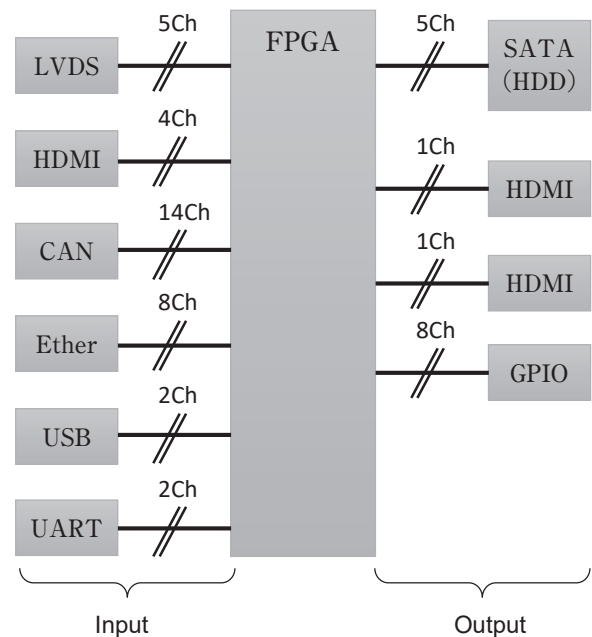 5Ch
LVDS
4Ch
HDMI
14Ch
CAN
8Ch
Ether
2Ch
USB
2Ch
UART
Input
FPGA
5Ch
SATA
(HDD)
1Ch
HDMI
1Ch
HDMI
8Ch
GPIO
Output